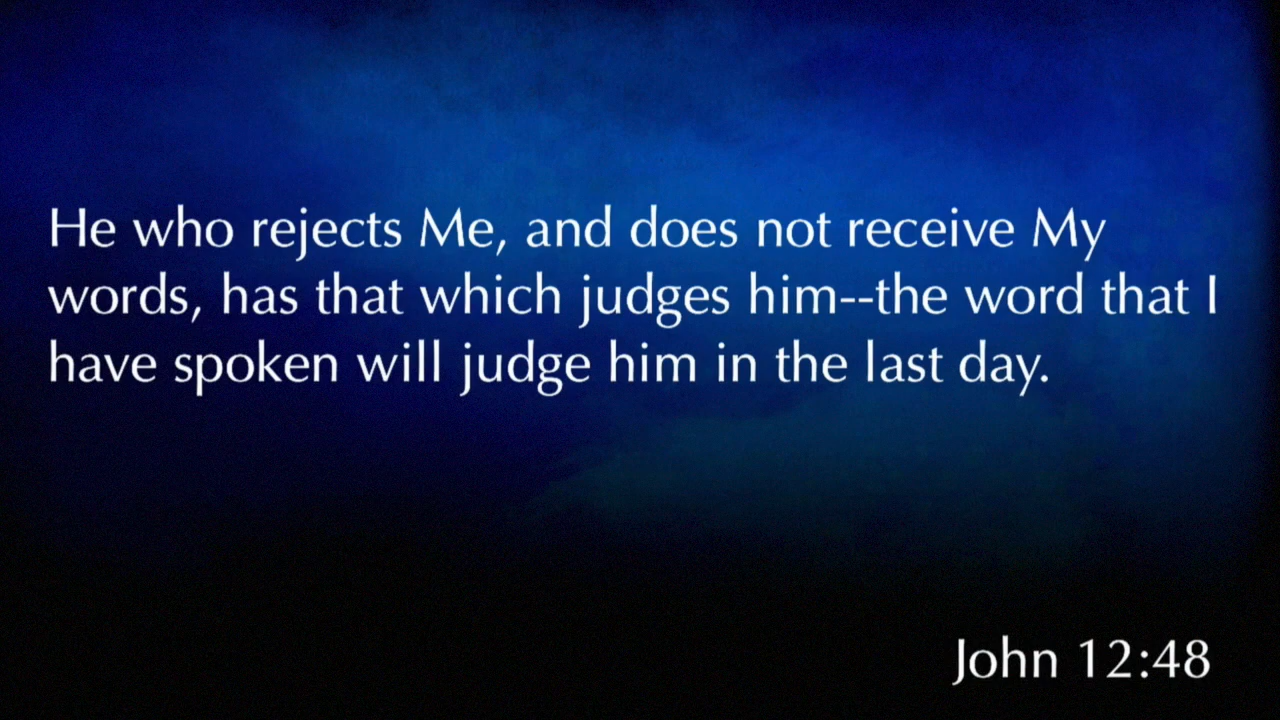 He who rejects Me, and does not receive My
words, has that which judges him--the word that I
have spoken will judge him in the last day.
John 12:48